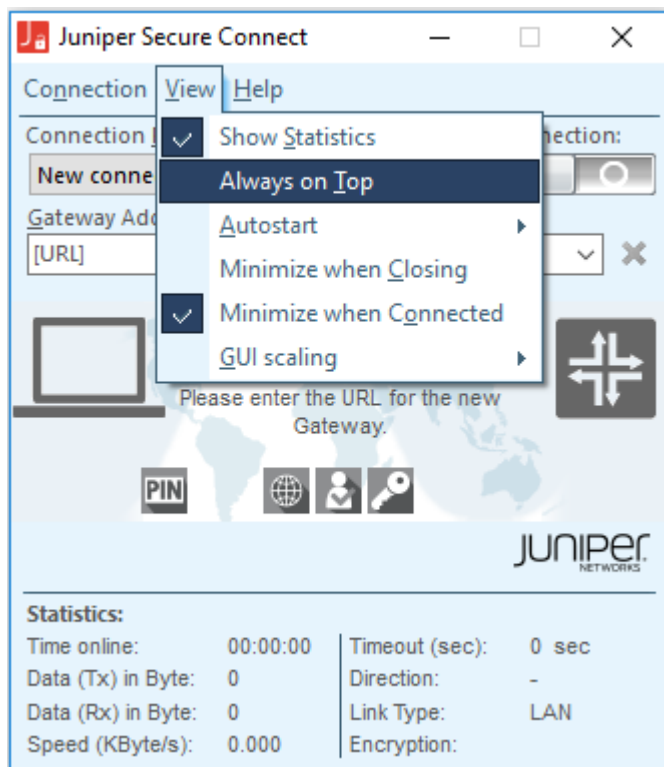 Juniper Secure Connect
Connection View Help
Connection
Show Statistics
nection:
New conne
Always on Top
Gateway Add
Autostart
[URL]
Minimize when Closing
Minimize when Connected
GUI scaling
Please enter the URL for the new
Gateway.
PIN
JUNIPER
NETWORKS
Statistics:
Time online: 00:00:00 Timeout (sec): 0 sec
Data (Tx) in Byte: 0 Direction: -
Data (Rx) in Byte: 0 Link Type: LAN
Speed (KByte/s): 0.000 Encryption: